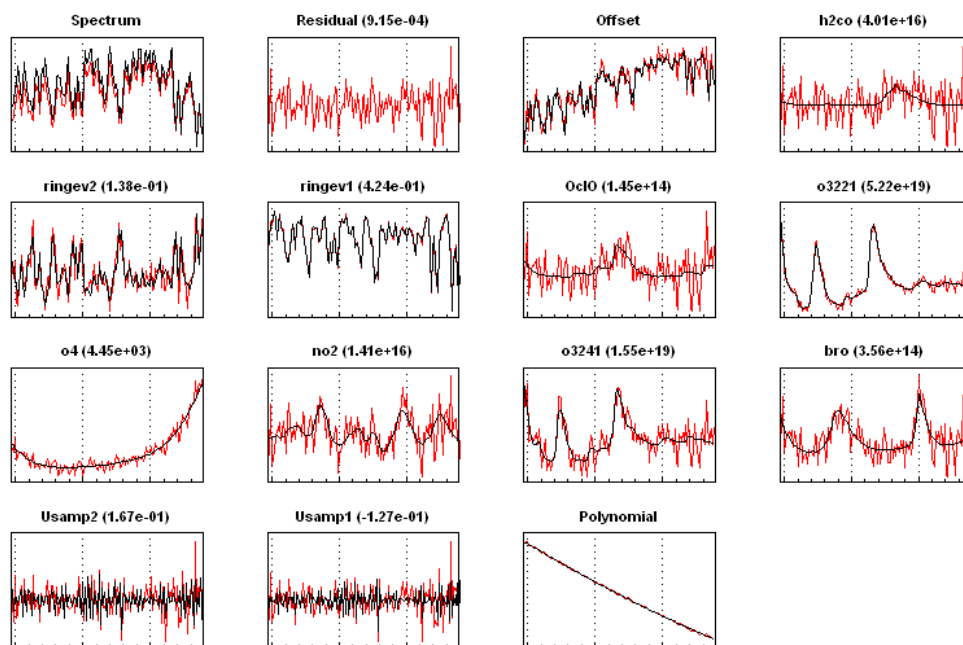 Spectrum
Residual (9.15e-04)
Offset
h2co (4.01e+16)
ringev2 (1.38e-01)
ringev1 (4.24e-01)
OclO (1.45e+14)
o3221 (5.22e+19)
o4 (4.45e+03)
no2 (1.41e+16)
o3241 (1.55e+19)
bro (3.56e+14)
Usamp2 (1.67e-01)
Usamp1 (-1.27e-01)
Polynomial